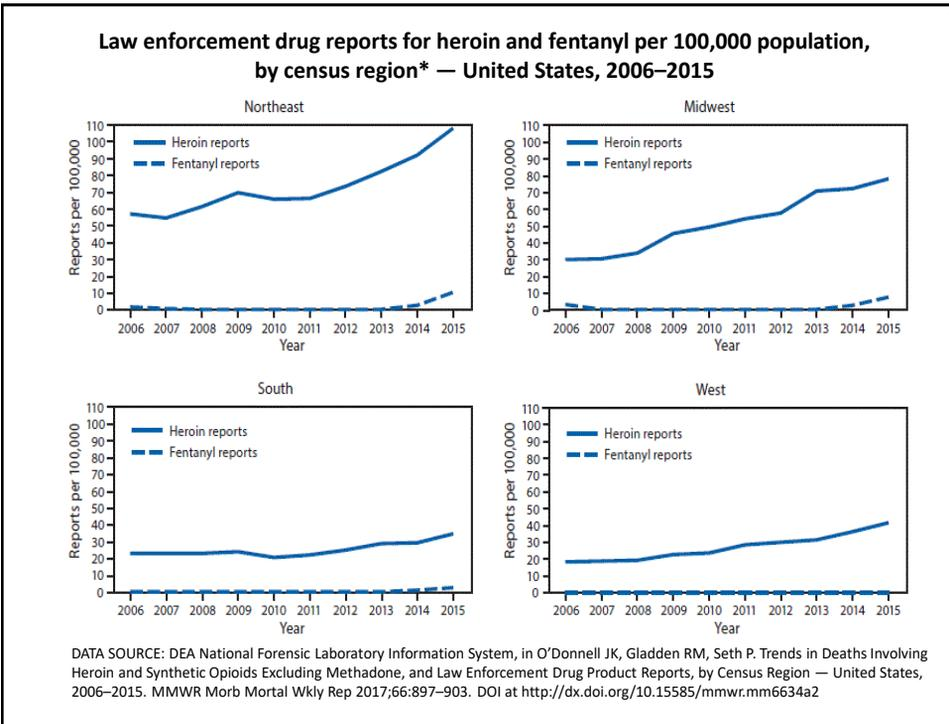 Law enforcement drug reports for heroin and fentanyl per 100,000 population,
by census region* — United States, 2006–2015
Northeast
Reports per 100,000
110
100
90
80
70
60
50
40
30
20
10
0
Heroin reports
Fentanyl reports
2006 2007 2008 2009 2010 2011 2012 2013 2014 2015
Year
Midwest
Reports per 100,000
110
100
90
80
70
60
50
40
30
20
10
0
Heroin reports
Fentanyl reports
2006 2007 2008 2009 2010 2011 2012 2013 2014 2015
Year
South
Reports per 100,000
110
100
90
80
70
60
50
40
30
20
10
0
Heroin reports
Fentanyl reports
2006 2007 2008 2009 2010 2011 2012 2013 2014 2015
Year
West
Reports per 100,000
110
100
90
80
70
60
50
40
30
20
10
0
Heroin reports
Fentanyl reports
2006 2007 2008 2009 2010 2011 2012 2013 2014 2015
Year
DATA SOURCE: DEA National Forensic Laboratory Information System, in O’Donnell JK, Gladden RM, Seth P. Trends in Deaths Involving
Heroin and Synthetic Opioids Excluding Methadone, and Law Enforcement Drug Product Reports, by Census Region — United States,
2006–2015. MMWR Morb Mortal Wkly Rep 2017;66:897–903. DOI at http://dx.doi.org/10.15585/mmwr.mm6634a2